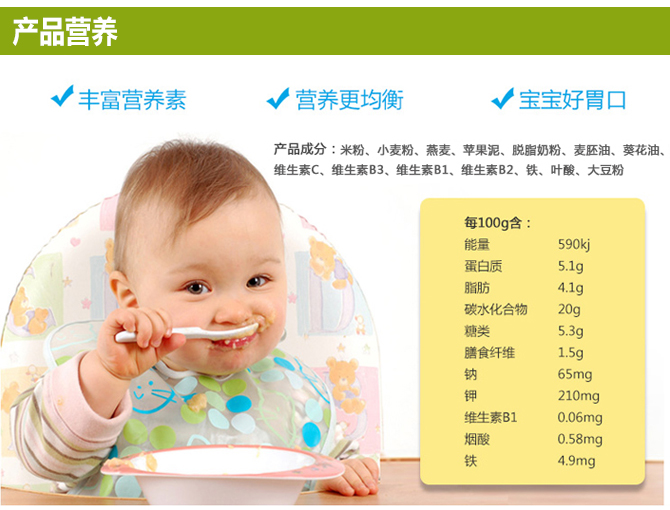 产品营养
丰富营养素
营养更均衡
宝宝好胃口
产品成分：米粉、小麦粉、燕麦、苹果泥、脱脂奶粉、麦胚油、葵花油、
维生素C、维生素B3、维生素B1、维生素B2、铁、叶酸、大豆粉
每100g含：
能量 590kj
蛋白质 5.1g
脂肪 4.1g
碳水化合物 20g
糖类 5.3g
膳食纤维 1.5g
钠 65mg
钾 210mg
维生素B1 0.06mg
烟酸 0.58mg
铁 4.9mg